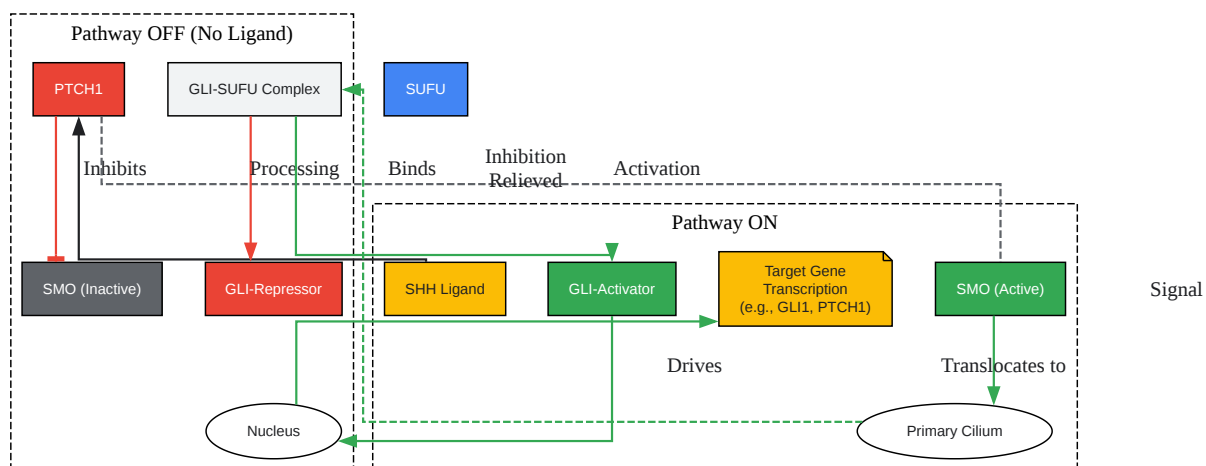 Pathway OFF (No Ligand)
PTCH1
GLI-SUFU Complex
SUFU
Inhibits
Processing
Binds
Inhibition
Relieved
Activation
Pathway ON
SMO (Inactive)
GLI-Repressor
SHH Ligand
GLI-Activator
Target Gene
Transcription
(e.g., GLI1, PTCH1)
SMO (Active)
Signal
Drives
Translocates to
Nucleus
Primary Cilium